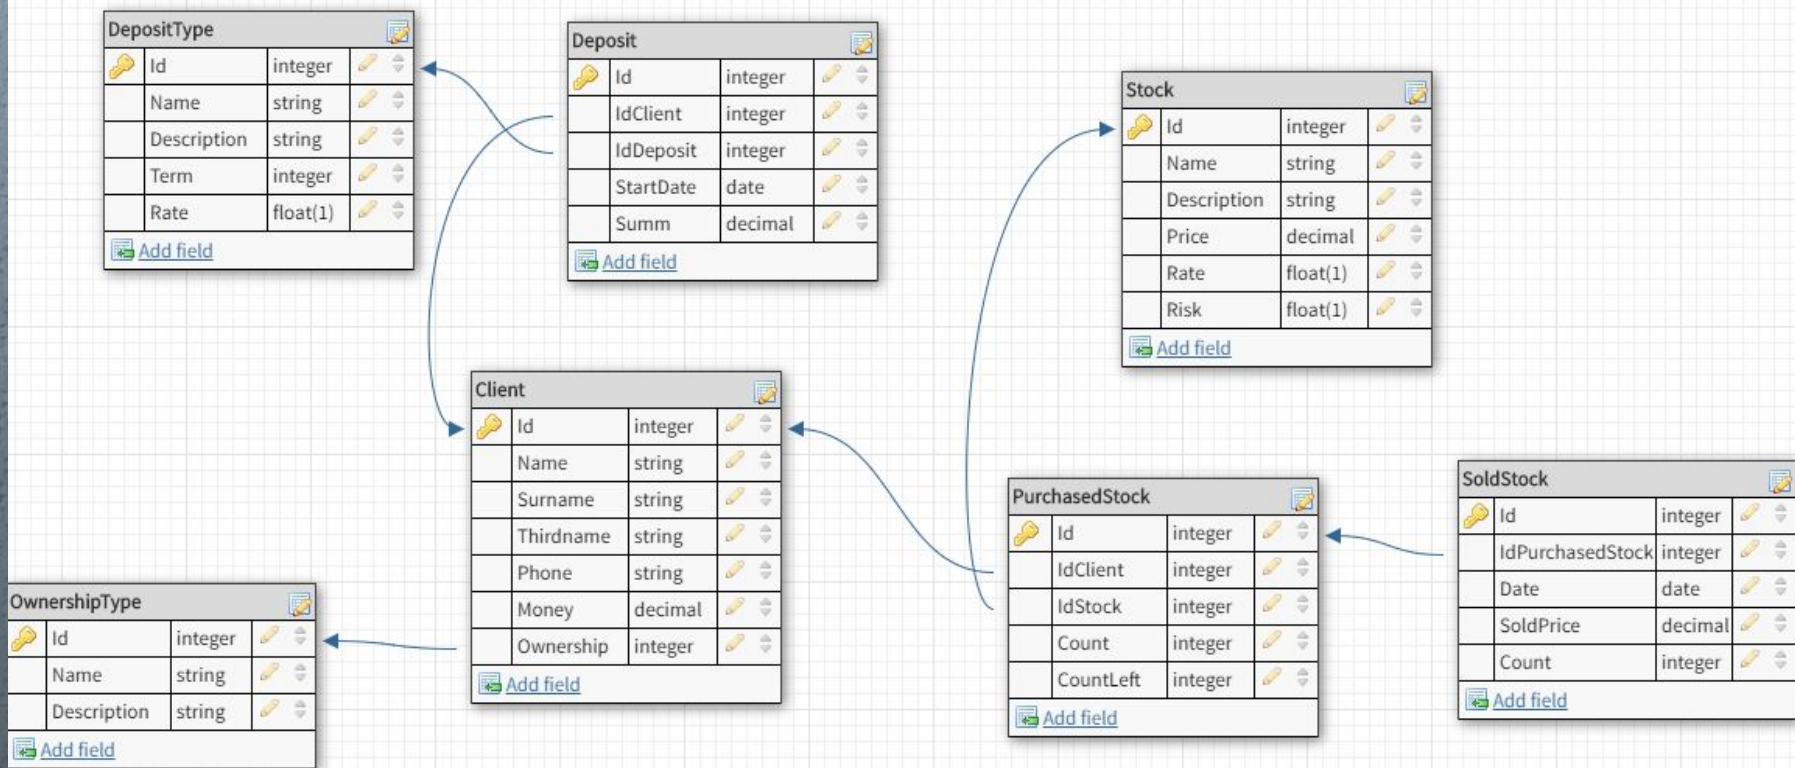 DepositType
Id integer
Name string
Description string
Term integer
Rate float(1)
Add field
Deposit
Id integer
IdClient integer
IdDeposit integer
StartDate date
Summ decimal
Add field
Stock
Id integer
Name string
Description string
Price decimal
Rate float(1)
Risk float(1)
Add field
Client
Id integer
Name string
Surname string
Thirdname string
Phone string
Money decimal
Ownership integer
Add field
PurchasedStock
Id integer
IdClient integer
IdStock integer
Count integer
CountLeft integer
Add field
SoldStock
Id integer
IdPurchasedStock integer
Date date
SoldPrice decimal
Count integer
Add field
OwnershipType
Id integer
Name string
Description string
Add field